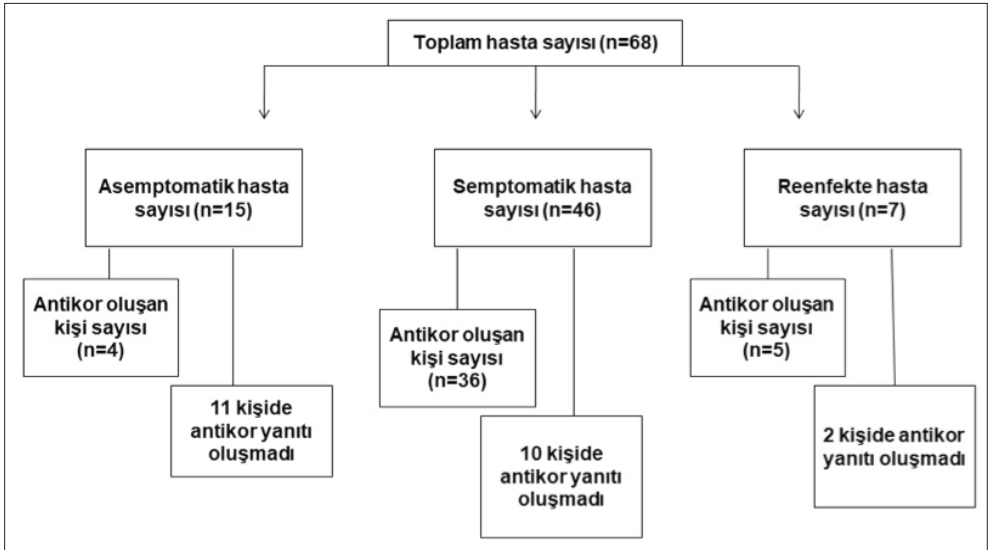 Toplam hasta sayısı (n=68)
Asemptomatik hasta
sayısı (n=15)
Semptomatik hasta
sayısı (n=46)
Reenfekte hasta
sayısı (n=7)
Antikor oluşan
kişi sayısı
(n=4)
11 kişide
antikor yanıtı
oluşmadı
Antikor oluşan
kişi sayısı
(n=36)
10 kişide
antikor yanıtı
oluşmadı
Antikor oluşan
kişi sayısı
(n=5)
2 kişide antikor
yanıtı oluşmadı